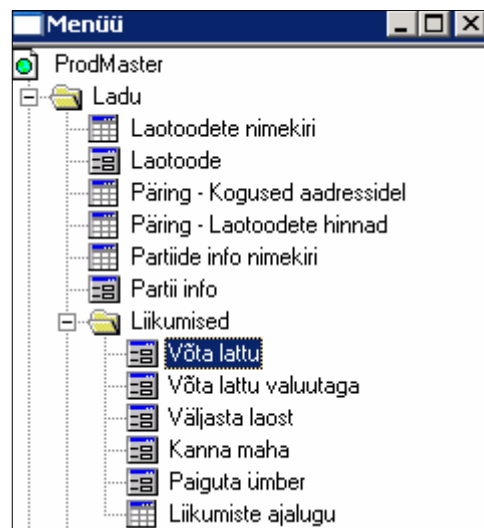 Menüü
ProdMaster
Ladu
Laotoodete nimekiri
Laotoode
Päring - Kogused aadressidel
Päring - Laotoodete hinnad
Partiide info nimekiri
Partii info
Liikumised
Võta lattu
Võta lattu valuutaga
Väljasta laost
Kanna maha
Paiguta ümber
Liikumiste ajalugu